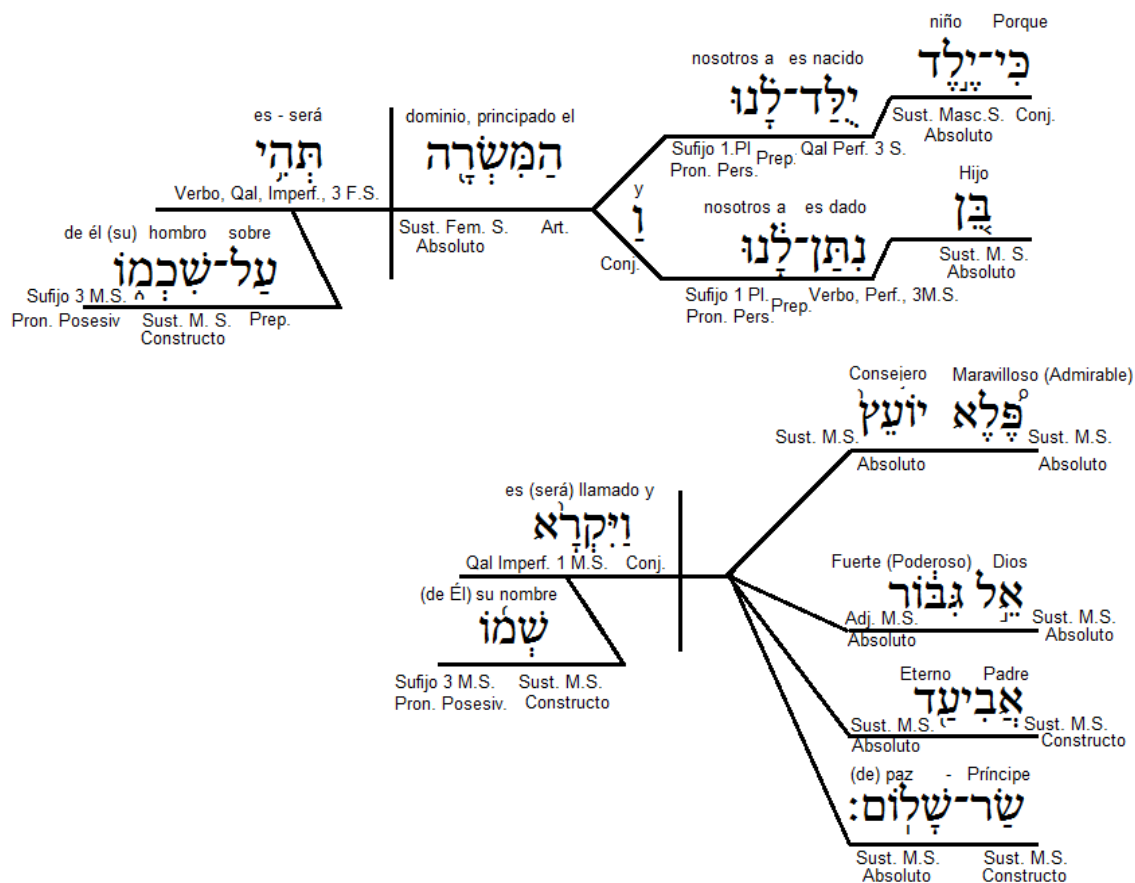 niño Porque
כִּי־יֶ֣לֶד
Sust. Masc.S. Conj.
Absoluto
nosotros a es nacido
יֻלַּד־לָ֗נוּ
Sufijo 1.Pl Prep. Qal Perf. 3 S.
Pron. Pers.
es - será
תְּהִ֥י
Verbo, Qal, Imperf., 3 F.S.
dominio, principado el
הַמִּשְׂרָ֖ה
Sust. Fem. S. Art.
Absoluto
y
וַ
Conj.
Hijo
בֵּ֚ן
Sust. M. S.
Absoluto
nosotros a es dado
נִתַּן־לָ֔נוּ
Sufijo 1 Pl. Prep. Verbo, Perf., 3M.S.
Pron. Pers.
de él (su) hombro sobre
עַל־שִׁכְמ֑וֹ
Sufijo 3 M.S.
Pron. Posesiv Sust. M. S. Prep.
Constructo
Consejero Maravilloso (Admirable)
פֶּ֠לֶא יוֹעֵץ֙
Sust. M.S. Sust. M.S.
Absoluto Absoluto
es (será) llamado y
וַיִּקְרָ֨א
Qal Imperf. 1 M.S. Conj.
(de Él) su nombre
שְׁמ֜וֹ
Sufijo 3 M.S. Sust. M.S.
Pron. Posesiv. Constructo
Fuerte (Poderoso) Dios
אֵ֣ל גִּבּ֔וֹר
Adj. M.S. Sust. M.S.
Absoluto Absoluto
Eterno Padre
אֲבִיעַ֖ד
Sust. M.S. Sust. M.S.
Absoluto Constructo
(de) paz - Príncipe
שַׂר־שָׁלֽוֹם׃
Sust. M.S. Sust. M.S.
Absoluto Constructo